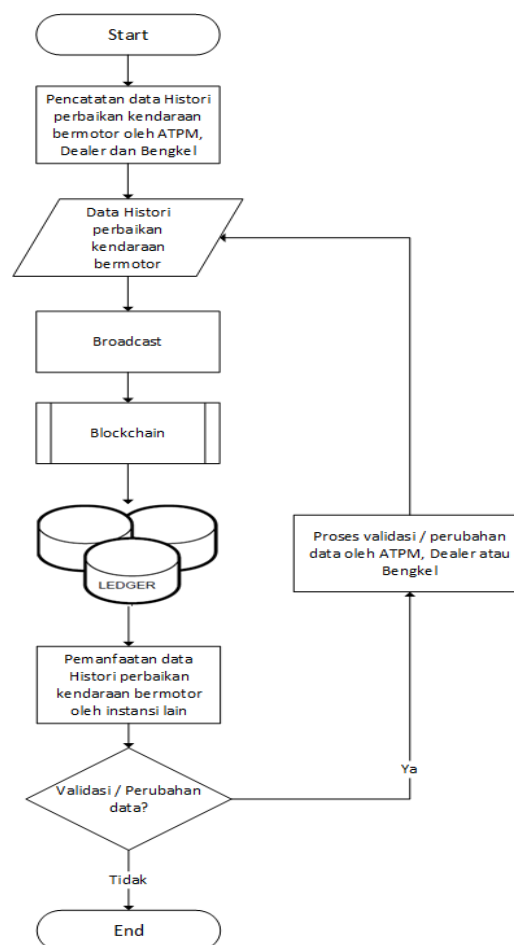 Start
Pencatatan data Histori
perbaikan kendaraan
bermotor oleh ATPM,
Dealer dan Bengkel
Data Histori
perbaikan
kendaraan
bermotor
Broadcast
Blockchain
LEDGER
Proses validasi / perubahan
data oleh ATPM, Dealer atau
Bengkel
Pemanfaatan data
Histori perbaikan
kendaraan bermotor
oleh instansi lain
Validasi / Perubahan
data?
Ya
Tidak
End